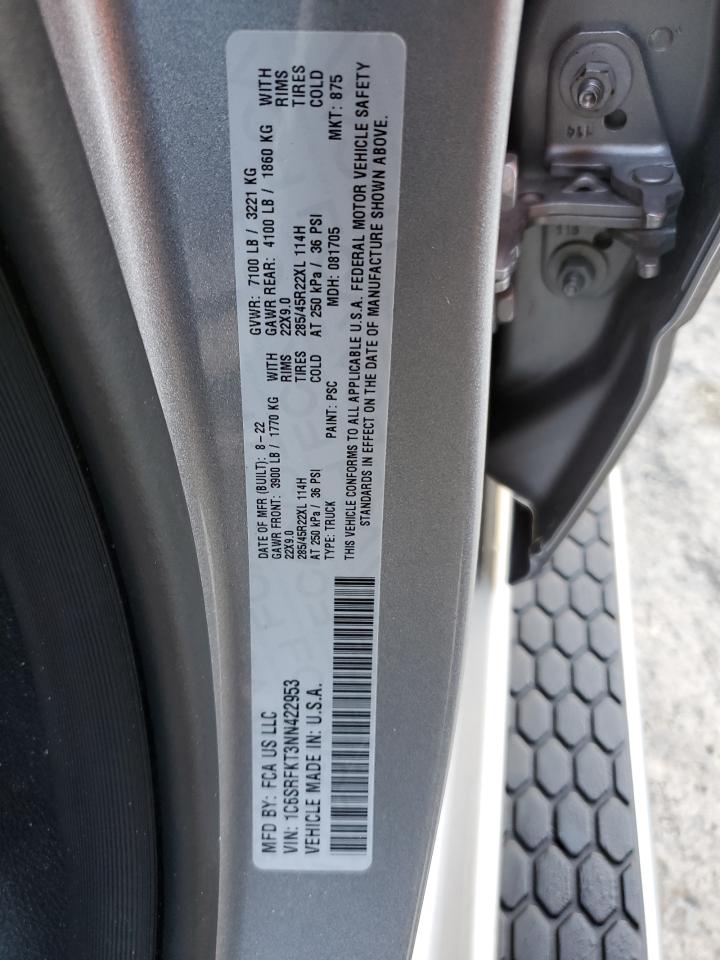 MFD BY: FCA US LLC
VIN: 1C6SRFKT3NN422953
VEHICLE MADE IN: U.S.A.
DATE OF MFR (BUILT): 8-22 GVWR: 7100 LB / 3221 KG
GAWR FRONT: 3900 LB / 1770 KG WITH GAWR REAR: 4100 LB / 1860 KG WITH
22X9.0 RIMS 22X9.0 RIMS
285/45R22XL 114H TIRES 285/45R22XL 114H TIRES
AT 250 kPa / 36 PSI COLD AT 250 kPa / 36 PSI COLD
TYPE: TRUCK PAINT: PSC MDH: 081705 MKT: 875
THIS VEHICLE CONFORMS TO ALL APPLICABLE U.S.A. FEDERAL MOTOR VEHICLE SAFETY
STANDARDS IN EFFECT ON THE DATE OF MANUFACTURE SHOWN ABOVE.
114